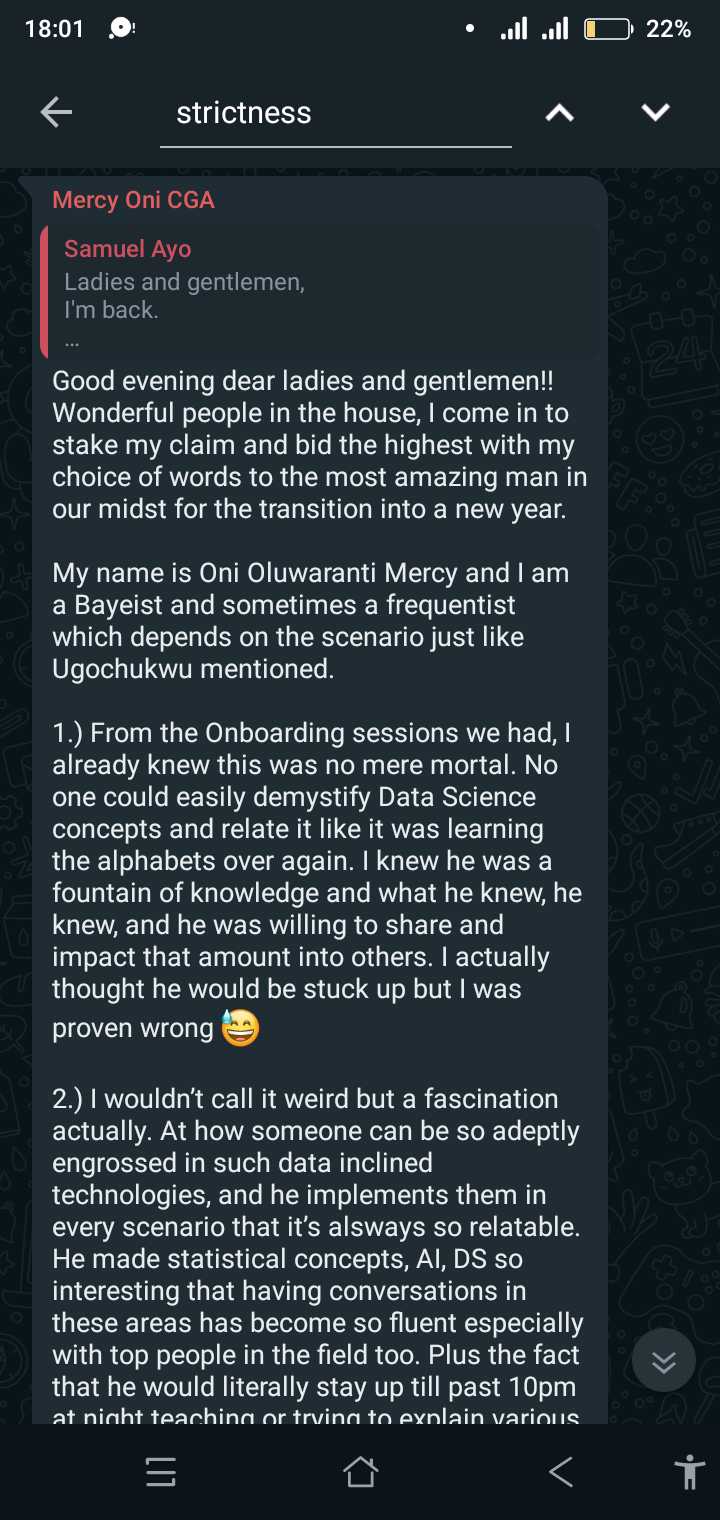 18:01
22%
strictness
Mercy Oni CGA
Samuel Ayo
Ladies and gentlemen,
I'm back.
...
Good evening dear ladies and gentlemen!!
Wonderful people in the house, I come in to
stake my claim and bid the highest with my
choice of words to the most amazing man in
our midst for the transition into a new year.
My name is Oni Oluwaranti Mercy and I am
a Bayeist and sometimes a frequentist
which depends on the scenario just like
Ugochukwu mentioned.
1.) From the Onboarding sessions we had, I
already knew this was no mere mortal. No
one could easily demystify Data Science
concepts and relate it like it was learning
the alphabets over again. I knew he was a
fountain of knowledge and what he knew, he
knew, and he was willing to share and
impact that amount into others. I actually
thought he would be stuck up but I was
proven wrong 😅
2.) I wouldn’t call it weird but a fascination
actually. At how someone can be so adeptly
engrossed in such data inclined
technologies, and he implements them in
every scenario that it’s alsways so relatable.
He made statistical concepts, AI, DS so
interesting that having conversations in
these areas has become so fluent especially
with top people in the field too. Plus the fact
that he would literally stay up till past 10pm
at night teaching or trying to explain various